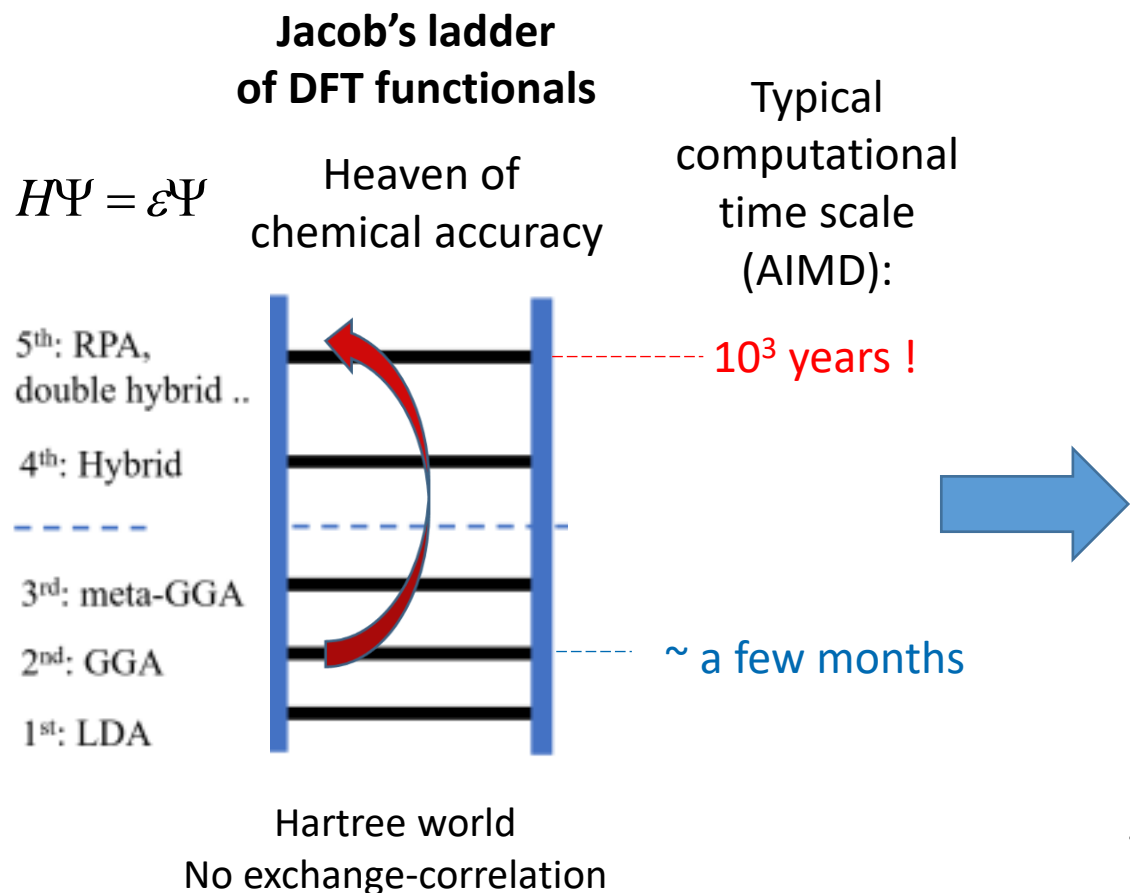 Jacob’s ladder
of DFT functionals
HΨ = εΨ
Heaven of
chemical accuracy
Typical
computational
time scale
(AIMD):
5th: RPA,
double hybrid ..
10³ years !
4th: Hybrid
3rd: meta-GGA
2nd: GGA
~ a few months
1st: LDA
Hartree world
No exchange-correlation